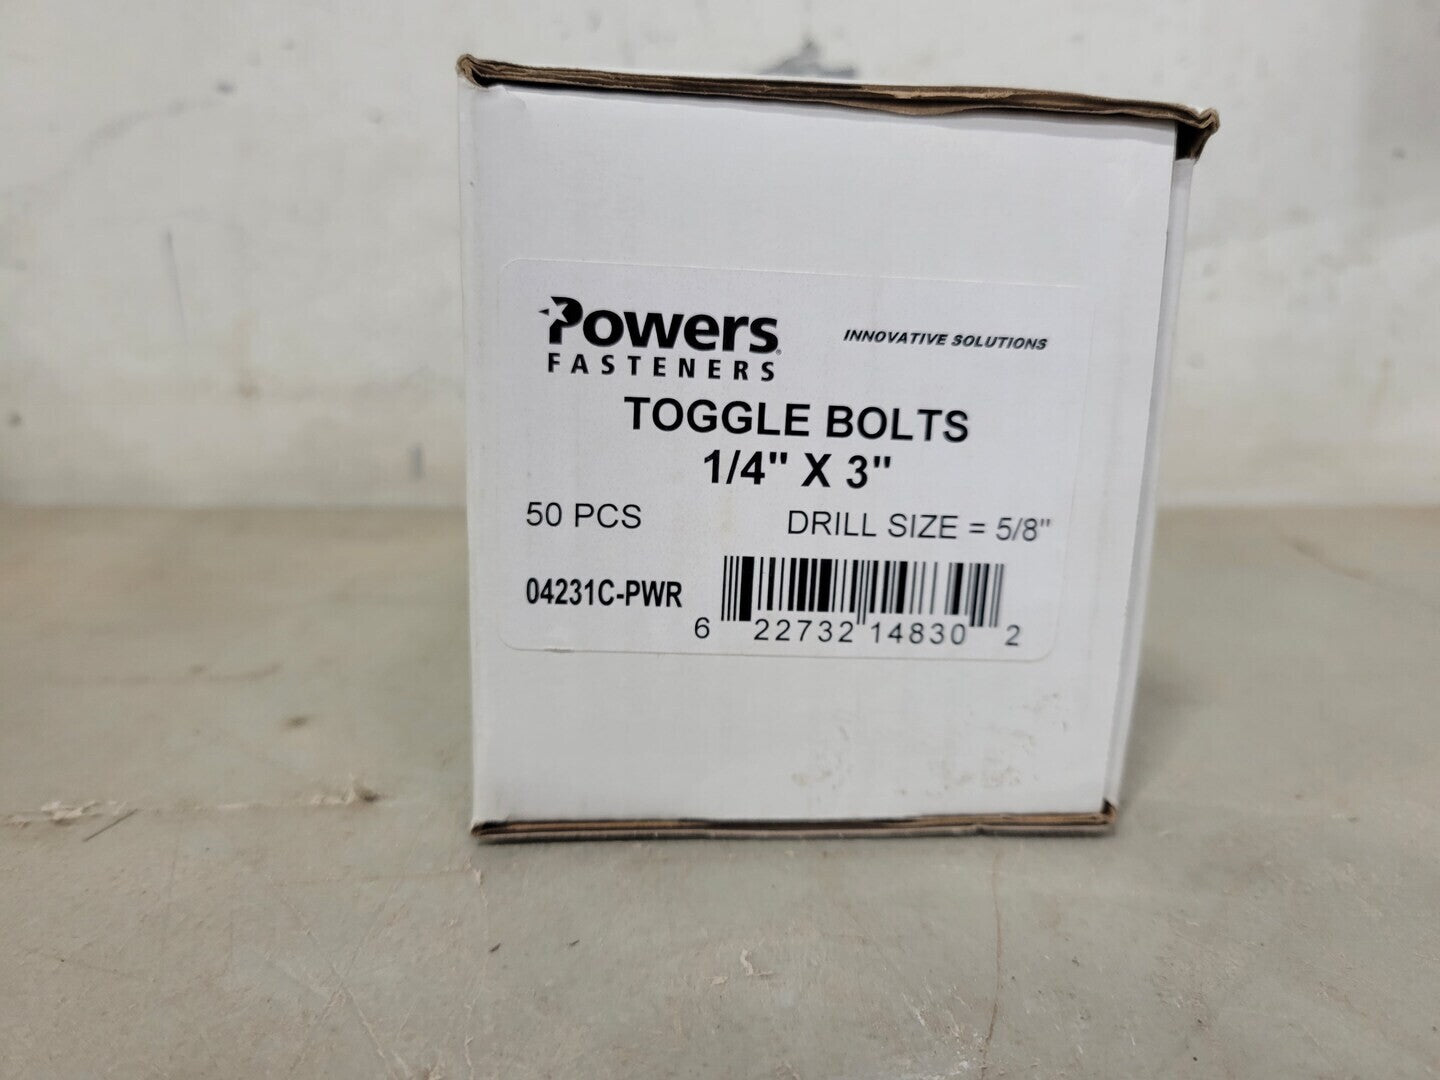 Powers®
FASTENERS
INNOVATIVE SOLUTIONS
TOGGLE BOLTS
1/4" X 3"
50 PCS
DRILL SIZE = 5/8"
04231C-PWR
6 22732 14830 2